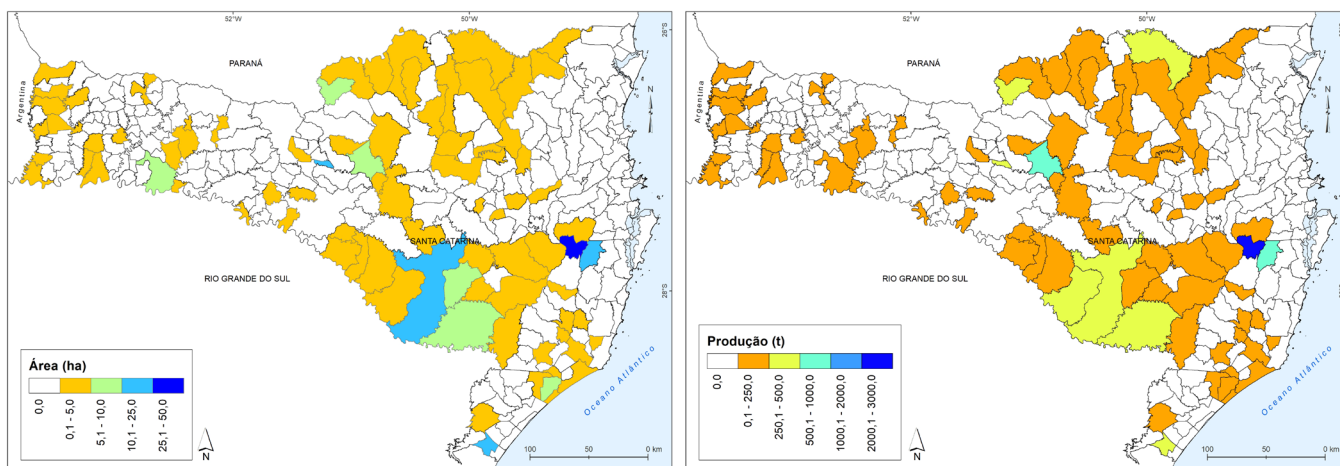 52°W
50°W
26°S
PARANÁ
Argentina
N
SANTA CATARINA
RIO GRANDE DO SUL
28°S
Área (ha)
0,0
0,1 - 5,0
5,1 - 10,0
10,1 - 25,0
25,1 - 50,0
Oceano Atlântico
N
100
50
0 km
52°W
50°W
PARANÁ
Argentina
N
SANTA CATARINA
RIO GRANDE DO SUL
Produção (t)
0,0
0,1 - 250,0
250,1 - 500,0
500,1 - 1000,0
1000,1 - 2000,0
2000,1 - 3000,0
Oceano Atlântico
N
100
50
0 km